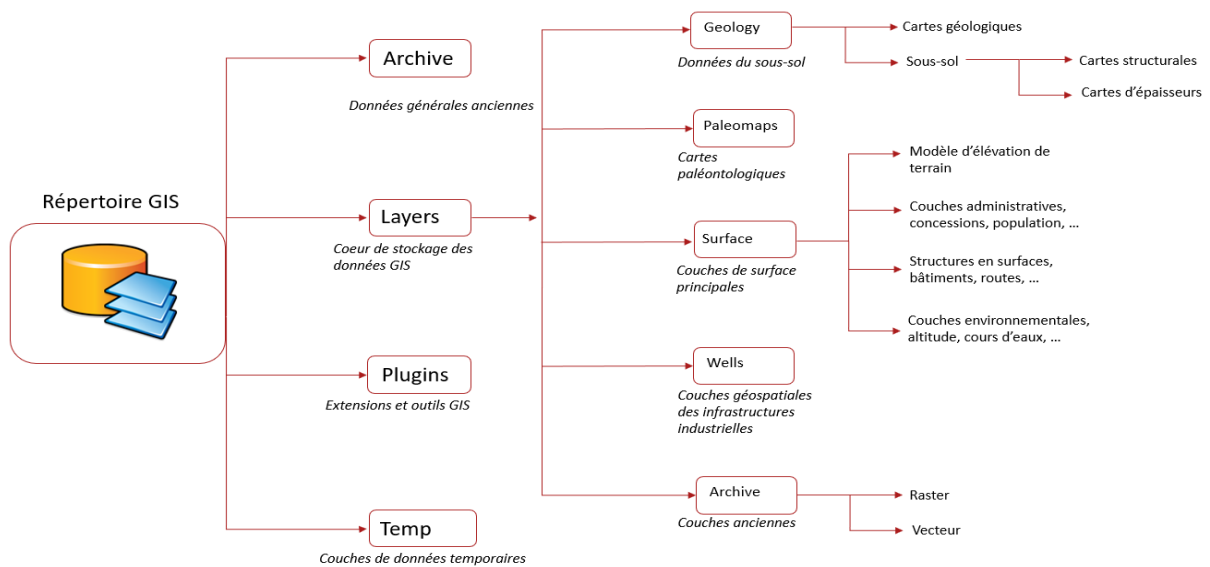 Répertoire GIS
Archive
Données générales anciennes
Layers
Coeur de stockage des
données GIS
Plugins
Extensions et outils GIS
Temp
Couches de données temporaires
Geology
Données du sous-sol
Cartes géologiques
Sous-sol
Cartes structurales
Cartes d'épaisseurs
Paleomaps
Cartes
paléontologiques
Surface
Couches de surface
principales
Modèle d'élévation de
terrain
Couches administratives,
concessions, population, ...
Structures en surfaces,
bâtiments, routes, ...
Couches environnementales,
altitude, cours d'eaux, ...
Wells
Couches géospatiales
des infrastructures
industrielles
Archive
Couches anciennes
Raster
Vecteur